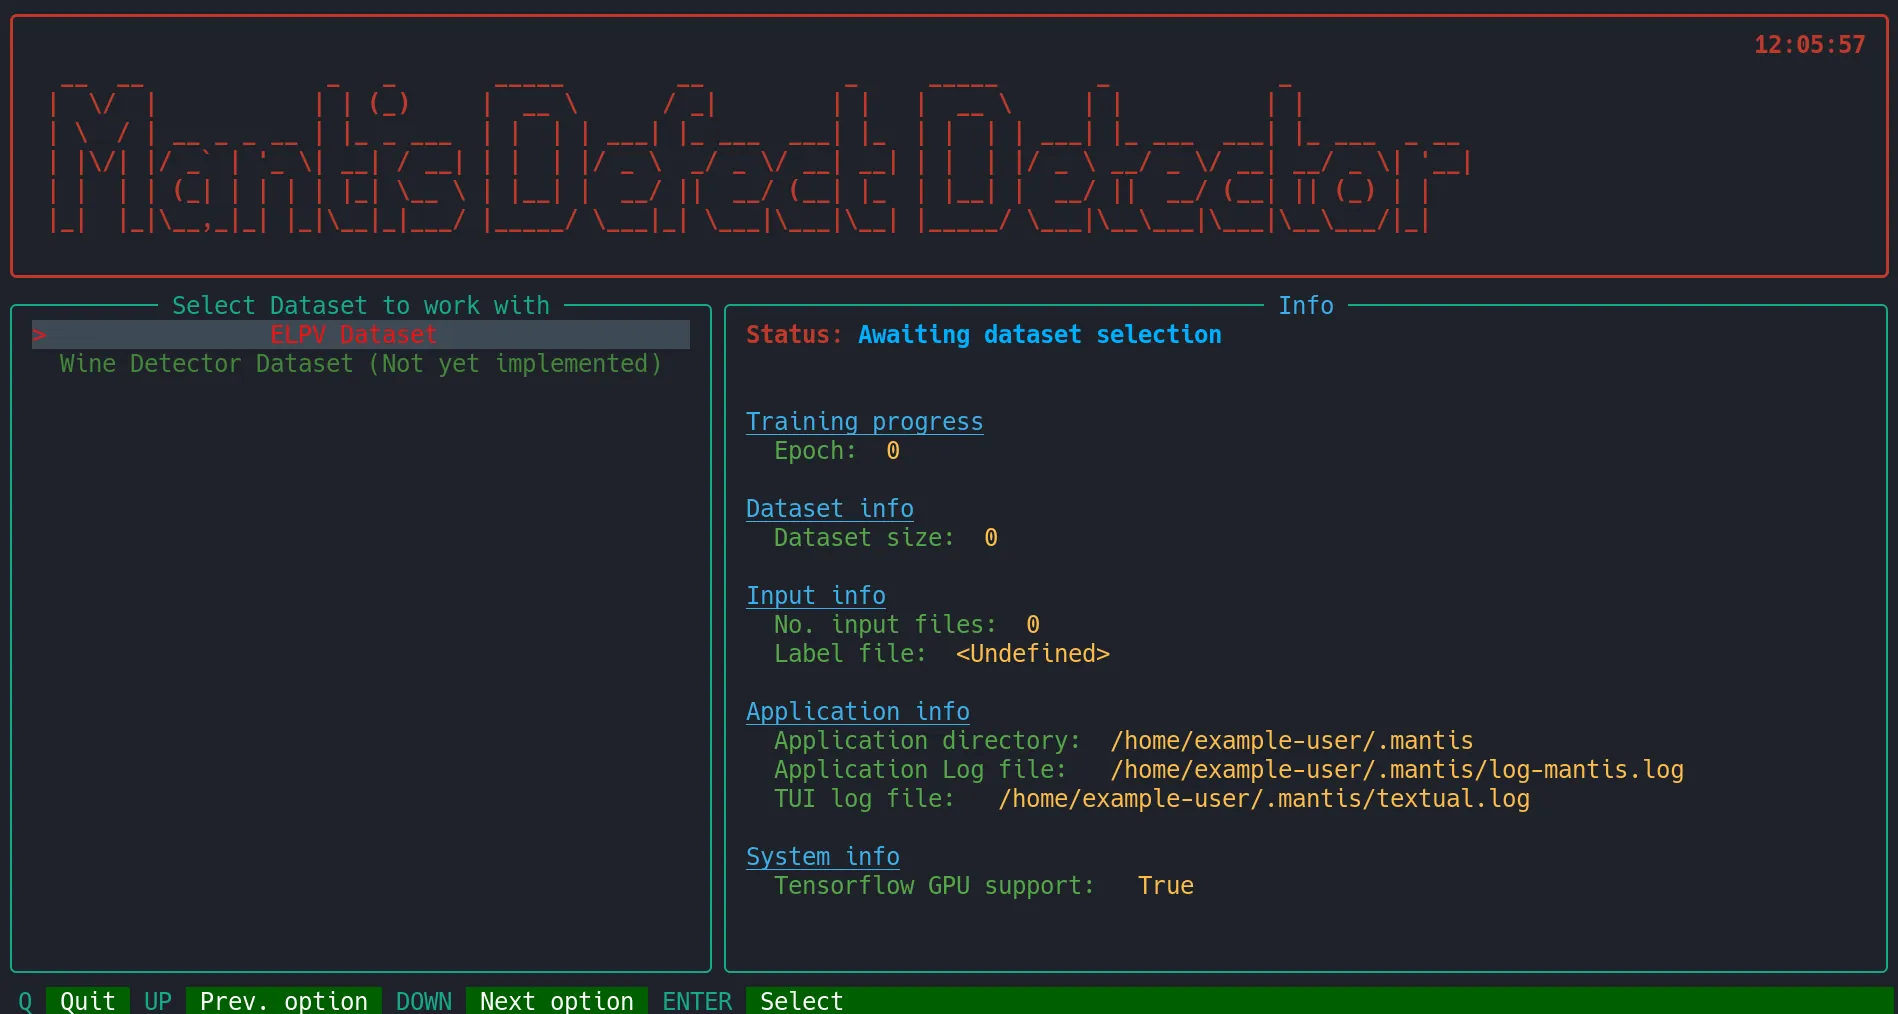 12:05:57
Mantis Defect Detector
Select Dataset to work with
> ELPV Dataset
Wine Detector Dataset (Not yet implemented)
Info
Status: Awaiting dataset selection
Training progress
Epoch: 0
Dataset info
Dataset size: 0
Input info
No. input files: 0
Label file: <Undefined>
Application info
Application directory: /home/example-user/.mantis
Application Log file: /home/example-user/.mantis/log-mantis.log
TUI log file: /home/example-user/.mantis/textual.log
System info
Tensorflow GPU support: True
Q Quit UP Prev. option DOWN Next option ENTER Select